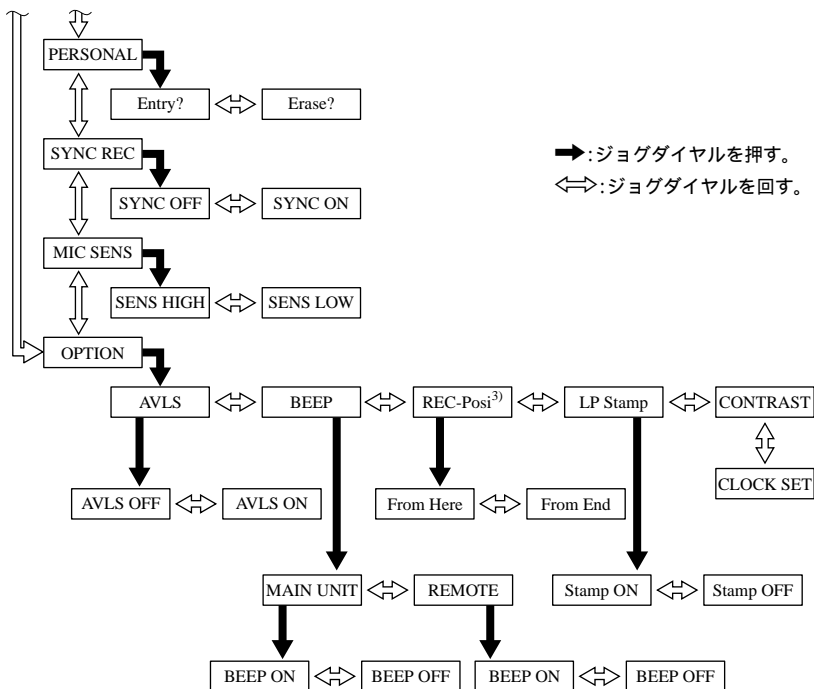 PERSONAL
Entry?
Erase?
SYNC REC
:ジョグダイヤルを押す。
:ジョグダイヤルを回す。
SYNC OFF
SYNC ON
MIC SENS
SENS HIGH
SENS LOW
OPTION
AVLS
BEEP
REC-Posi3)
LP Stamp
CONTRAST
CLOCK SET
AVLS OFF
AVLS ON
From Here
From End
MAIN UNIT
REMOTE
Stamp ON
Stamp OFF
BEEP ON
BEEP OFF
BEEP ON
BEEP OFF